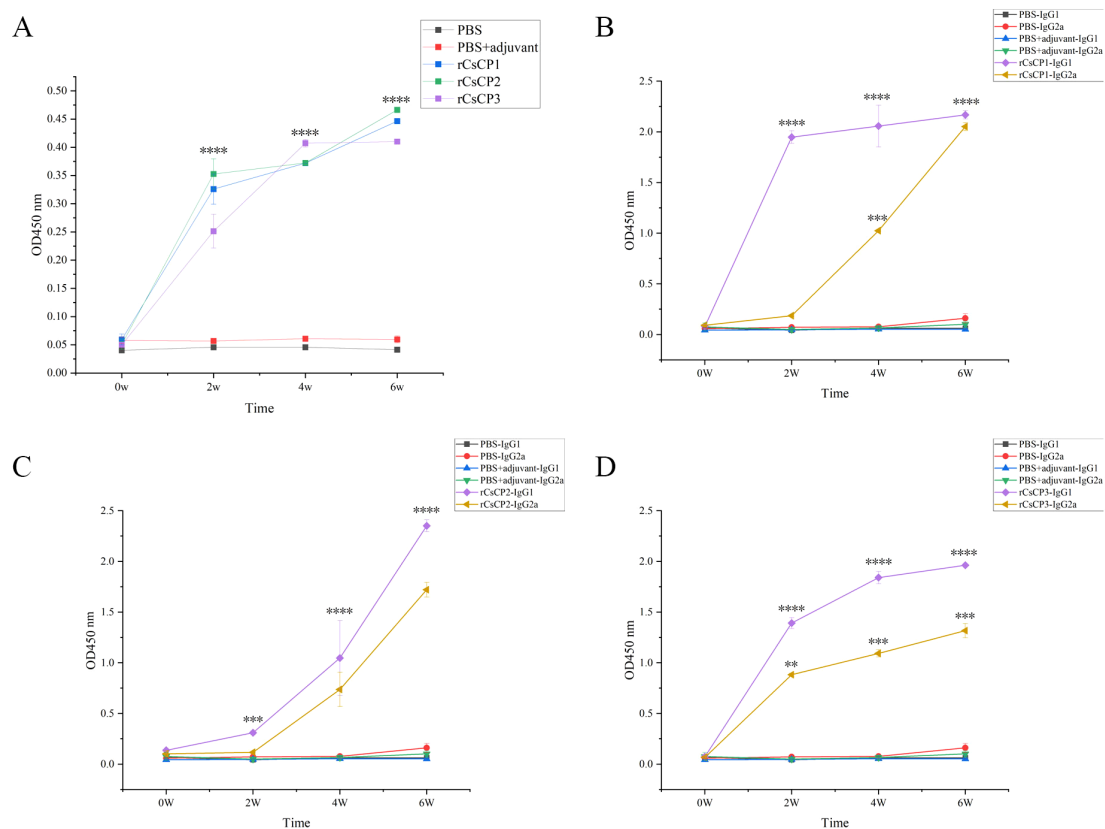 A
PBS
PBS+adjuvant
rCsCP1
rCsCP2
rCsCP3
OD450 nm
0.50
0.45
0.40
0.35
0.30
0.25
0.20
0.15
0.10
0.05
0.00
****
****
****
0w
2w
4w
6w
Time
B
PBS-IgG1
PBS-IgG2a
PBS+adjuvant-IgG1
PBS+adjuvant-IgG2a
rCsCP1-IgG1
rCsCP1-IgG2a
OD450 nm
2.5
2.0
1.5
1.0
0.5
0.0
****
****
****
***
0W
2W
4W
6W
Time
C
PBS-IgG1
PBS-IgG2a
PBS+adjuvant-IgG1
PBS+adjuvant-IgG2a
rCsCP2-IgG1
rCsCP2-IgG2a
OD450 nm
2.5
2.0
1.5
1.0
0.5
0.0
***
****
****
0W
2W
4W
6W
Time
D
PBS-IgG1
PBS-IgG2a
PBS+adjuvant-IgG1
PBS+adjuvant-IgG2a
rCsCP3-IgG1
rCsCP3-IgG2a
OD450 nm
2.5
2.0
1.5
1.0
0.5
0.0
****
****
****
**
***
***
0W
2W
4W
6W
Time